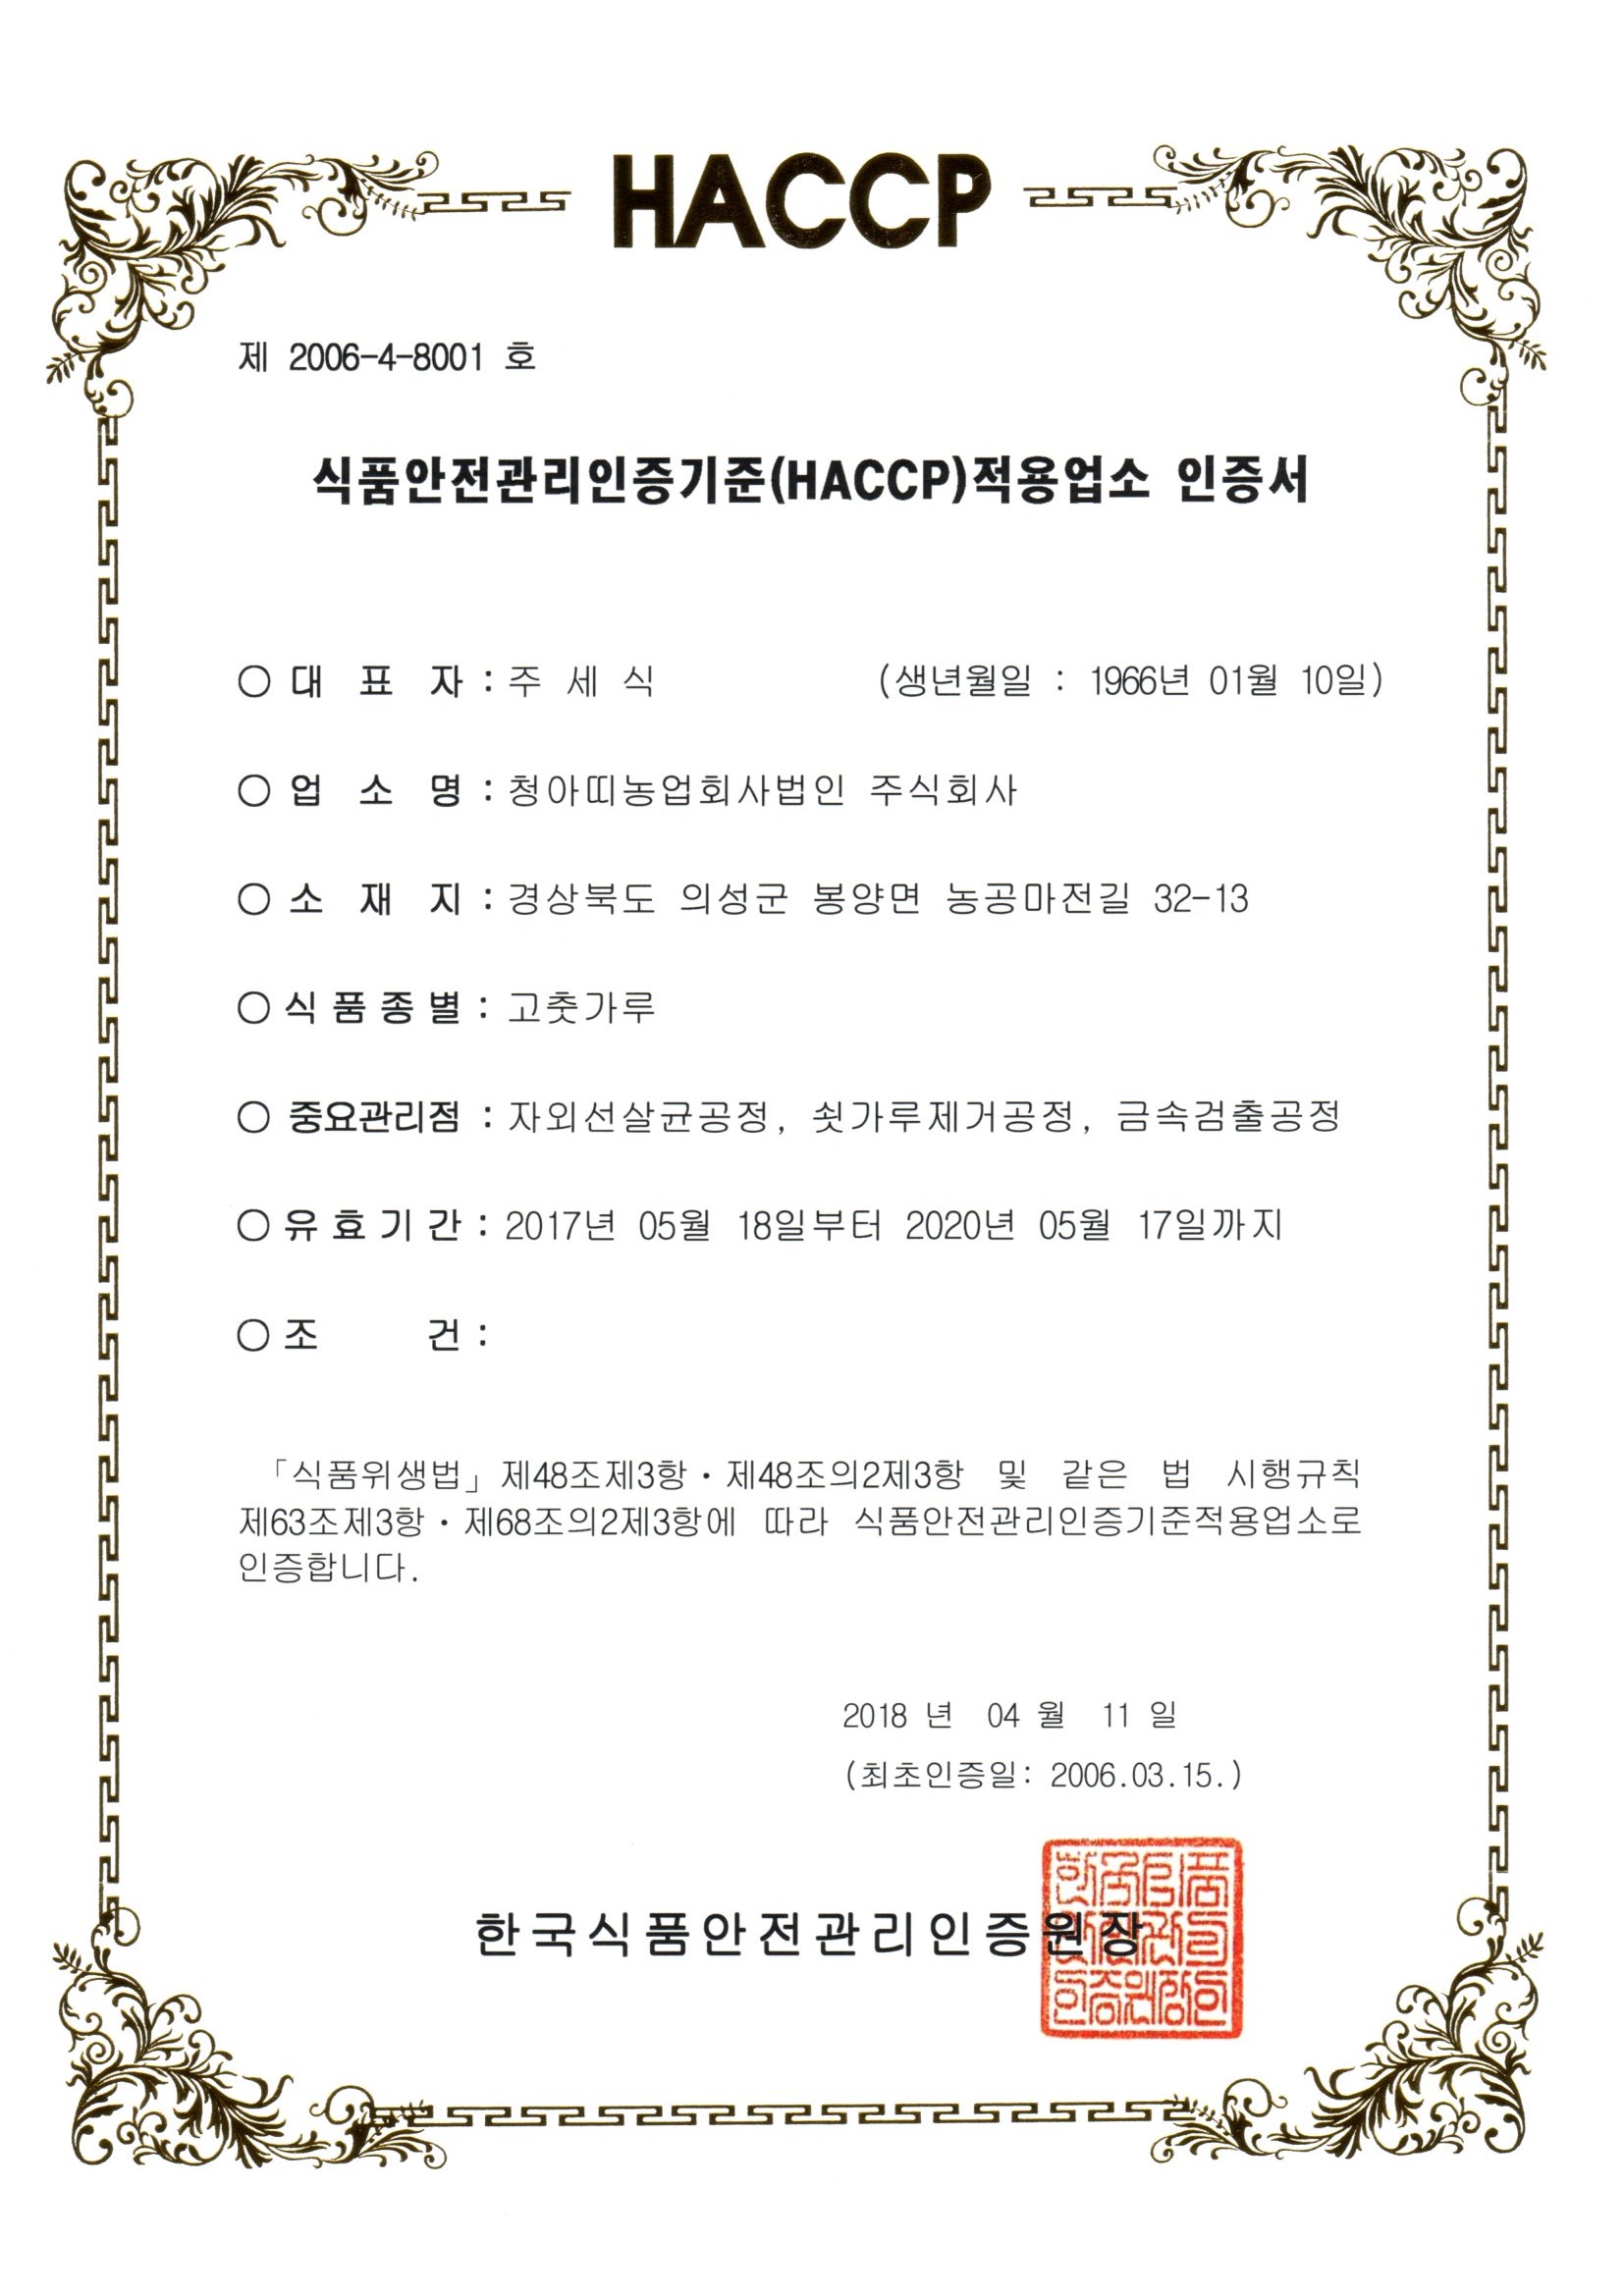 HACCP
제 2006-4-8001 호
식품안전관리인증기준(HACCP)적용업소 인증서
○ 대 표 자 : 주 세 식 (생년월일 : 1966년 01월 10일)
○ 업 소 명 : 청아띠농업회사법인 주식회사
○ 소 재 지 : 경상북도 의성군 봉양면 농공마전길 32-13
○ 식 품 종 별 : 고춧가루
○ 중요관리점 : 자외선살균공정, 쇳가루제거공정, 금속검출공정
○ 유 효 기 간 : 2017년 05월 18일부터 2020년 05월 17일까지
○ 조 건 :
「식품위생법」제48조제3항・제48조의2제3항 및 같은 법 시행규칙
제63조제3항・제68조의2제3항에 따라 식품안전관리인증기준적용업소로
인증합니다.
2018 년 04 월 11 일
(최초인증일: 2006.03.15.)
한국식품안전관리인증원장